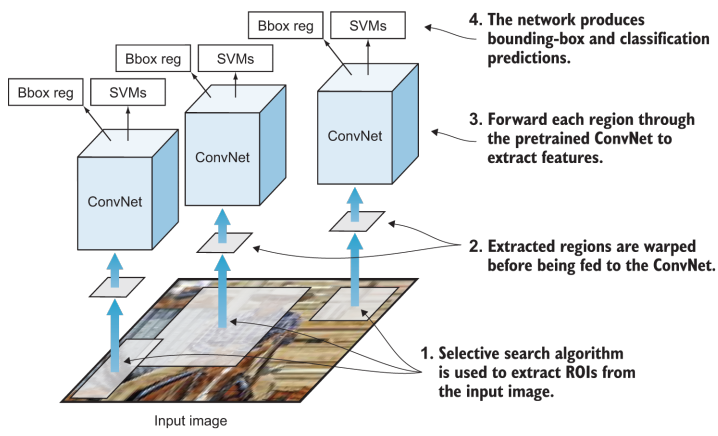 Bbox reg
SVMs
4. The network produces
bounding-box and classification
predictions.
Bbox reg
SVMs
Bbox reg
SVMs
ConvNet
ConvNet
ConvNet
3. Forward each region through
the pretrained ConvNet to
extract features.
2. Extracted regions are warped
before being fed to the ConvNet.
1. Selective search algorithm
is used to extract ROIs from
the input image.
Input image